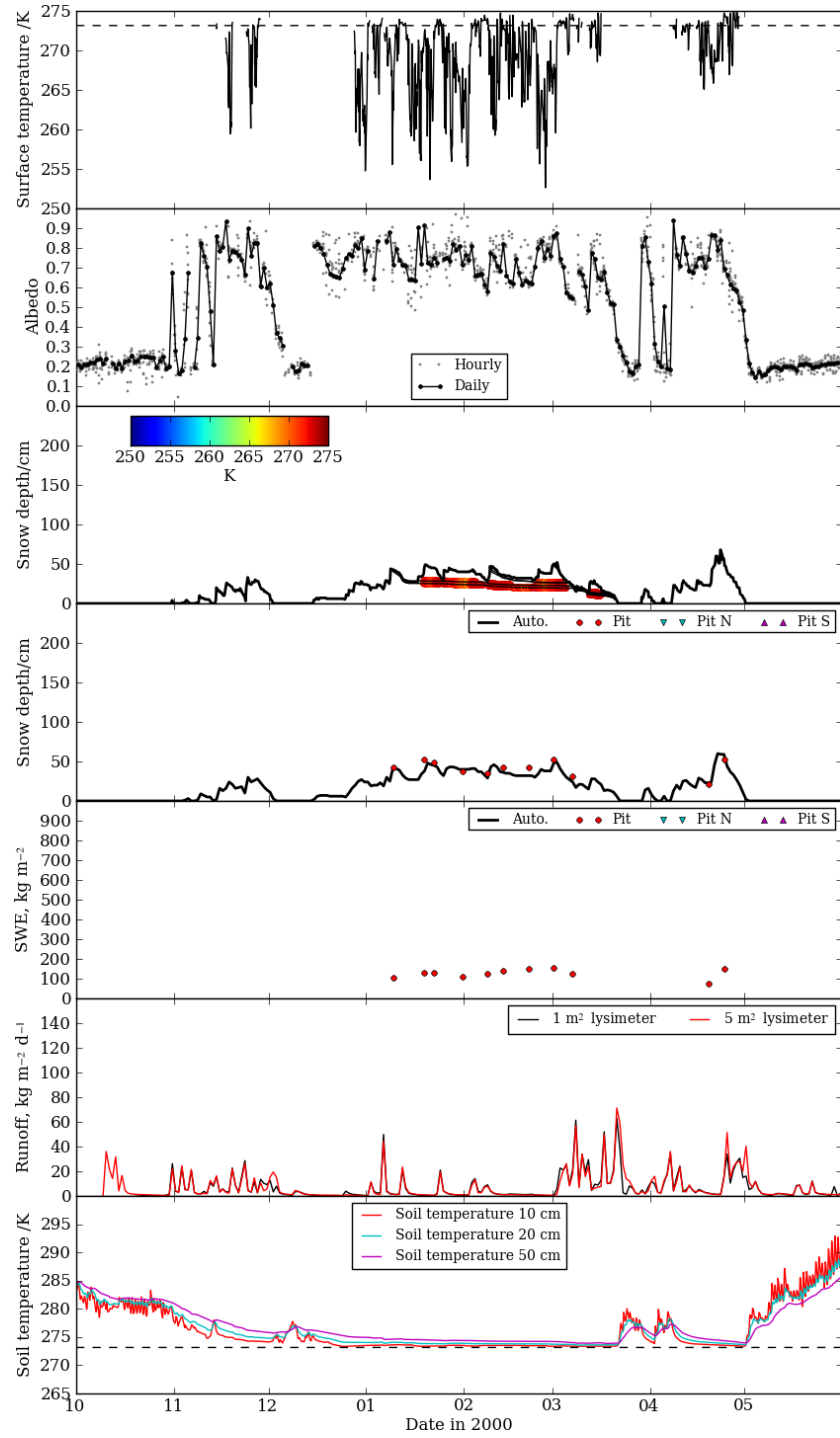 275
270
265
260
255
250
Surface temperature /K
0.9
0.8
0.7
0.6
0.5
0.4
0.3
0.2
0.1
0.0
Albedo
Hourly
Daily
200
150
100
50
0
Snow depth/cm
250 255 260 265 270 275
K
200
150
100
50
0
Snow depth/cm
Auto. Pit Pit N Pit S
900
800
700
600
500
400
300
200
100
0
SWE, kg m⁻²
Auto. Pit Pit N Pit S
140
120
100
80
60
40
20
0
Runoff, kg m⁻² d⁻¹
1 m² lysimeter 5 m² lysimeter
295
290
285
280
275
270
265
Soil temperature /K
Soil temperature 10 cm
Soil temperature 20 cm
Soil temperature 50 cm
10 11 12 01 02 03 04 05
Date in 2000